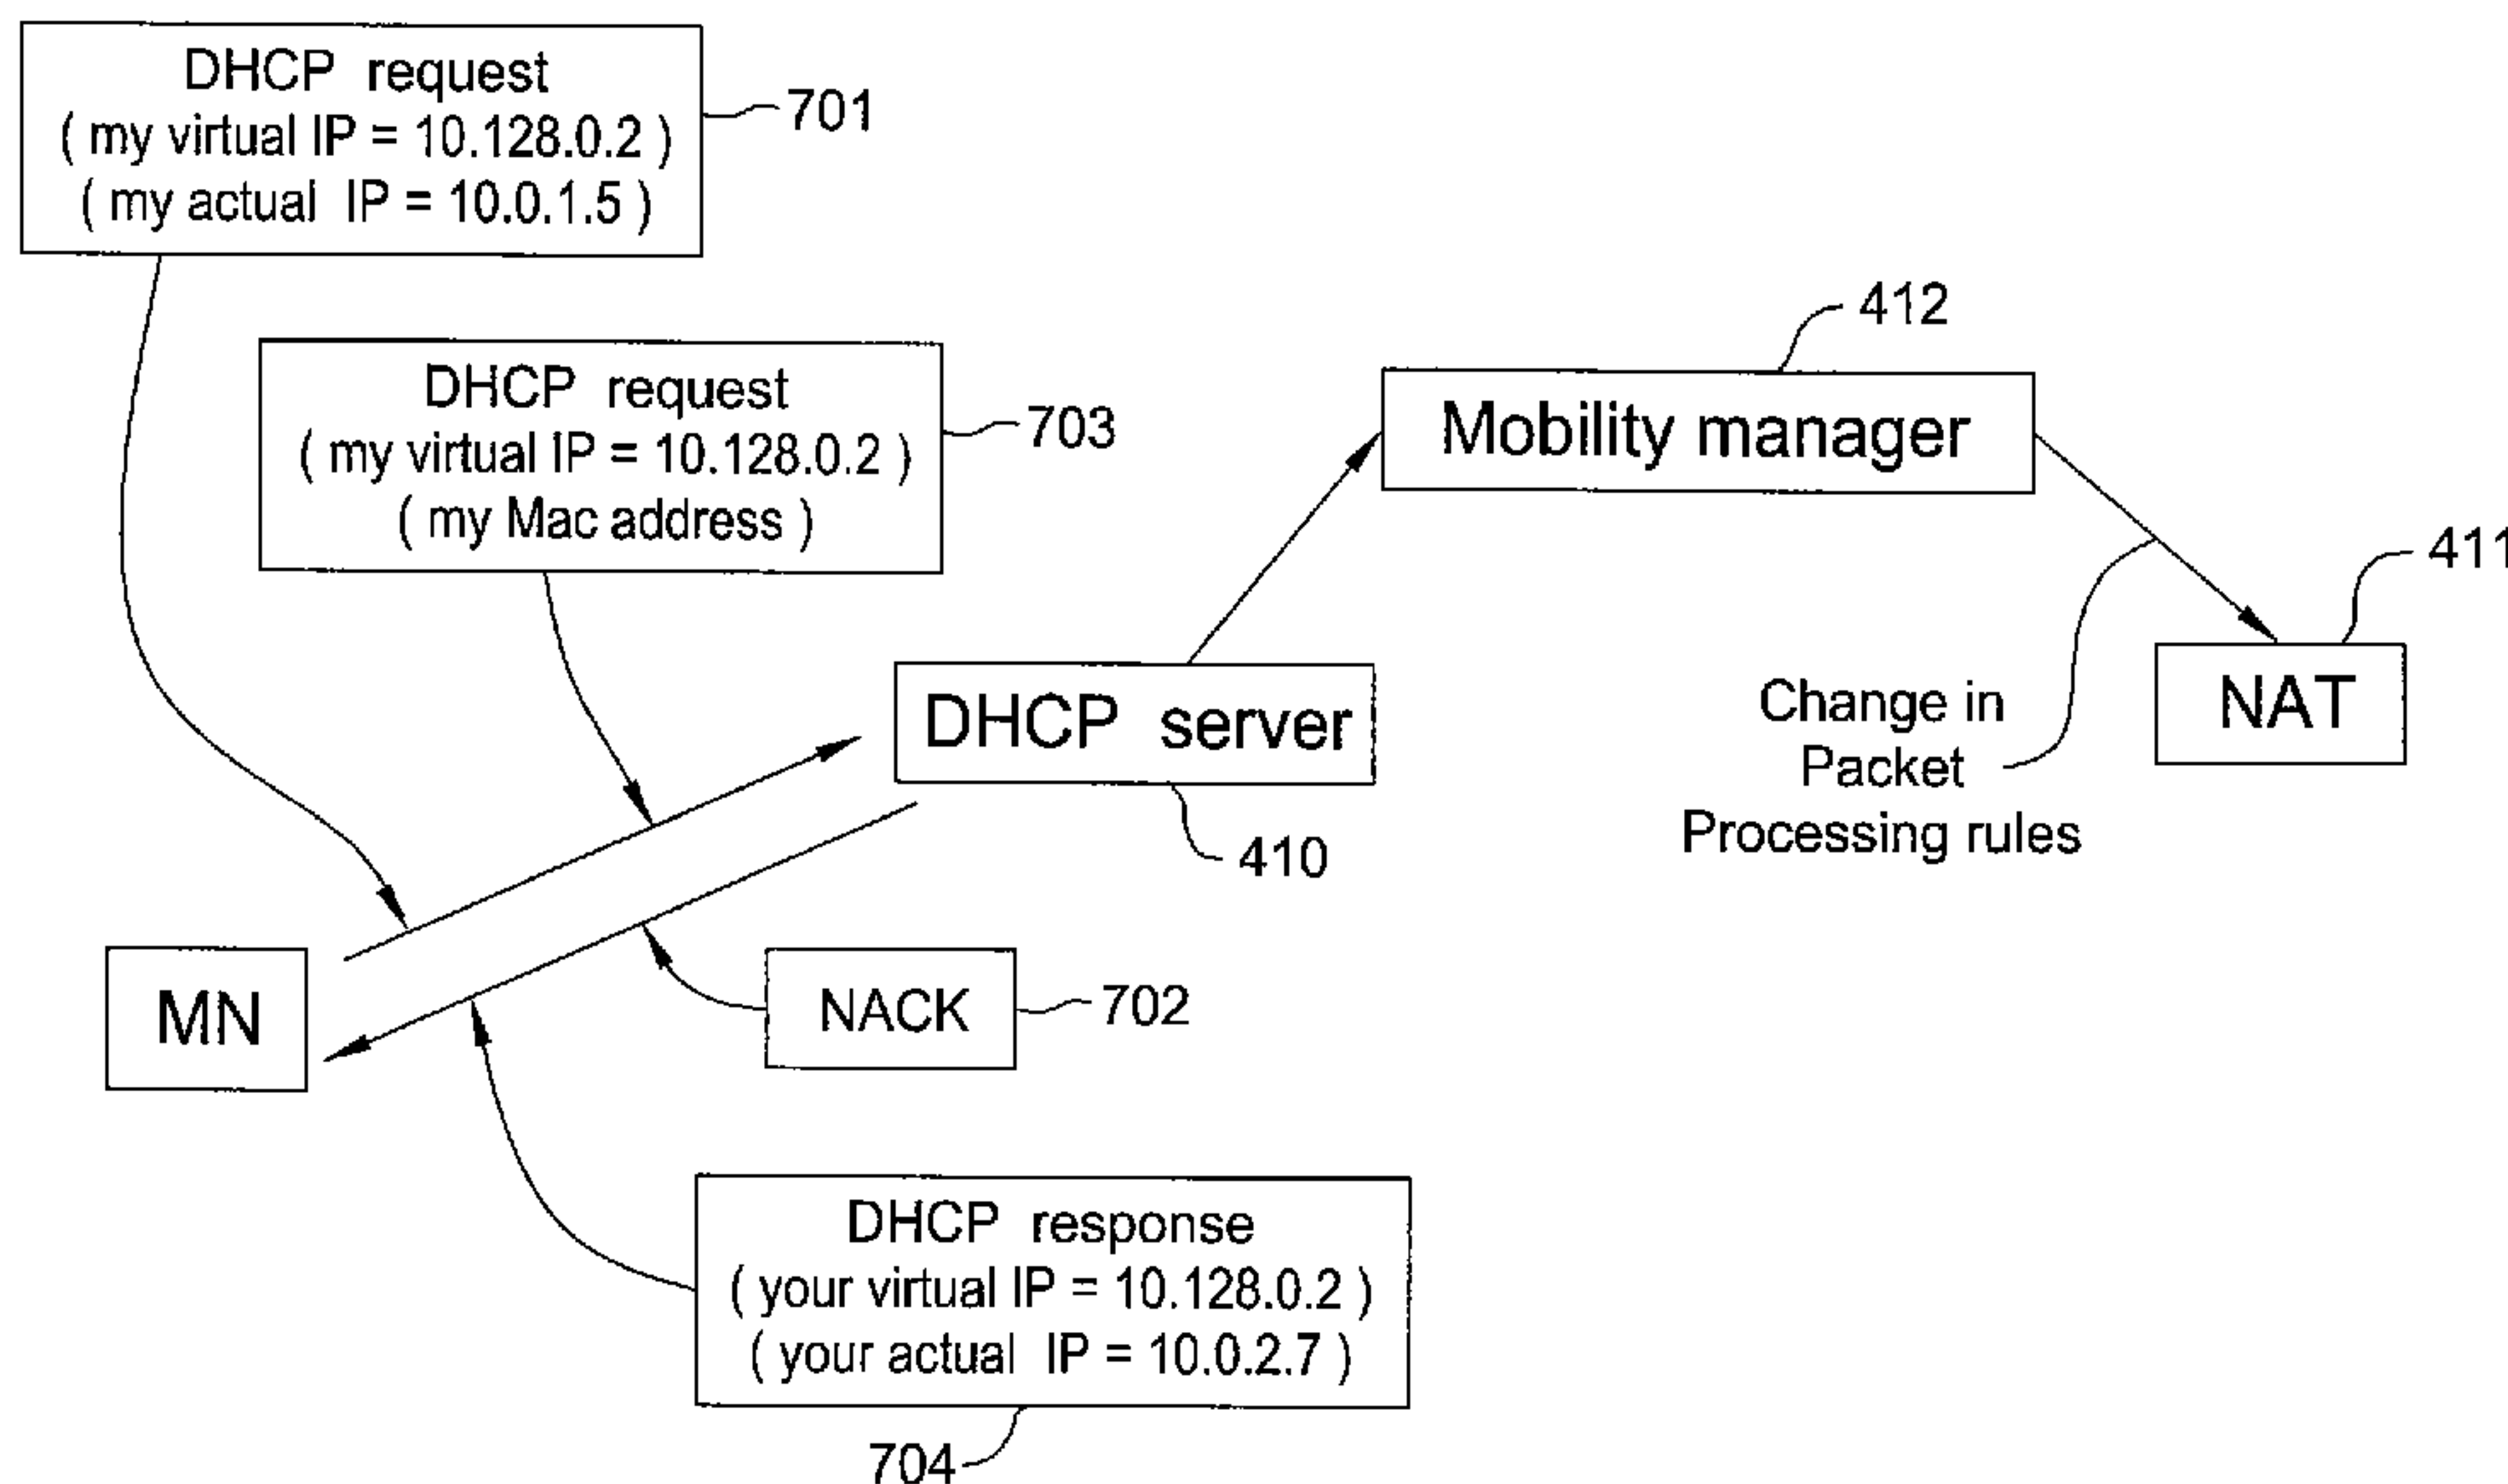 DHCP request
( my virtual IP = 10.128.0.2 )
( my actual IP = 10.0.1.5 )
701
DHCP request
( my virtual IP = 10.128.0.2 )
( my Mac address )
703
412
Mobility manager
411
NAT
Change in
Packet
Processing rules
DHCP server
410
MN
NACK
702
DHCP response
( your virtual IP = 10.128.0.2 )
( your actual IP = 10.0.2.7 )
704